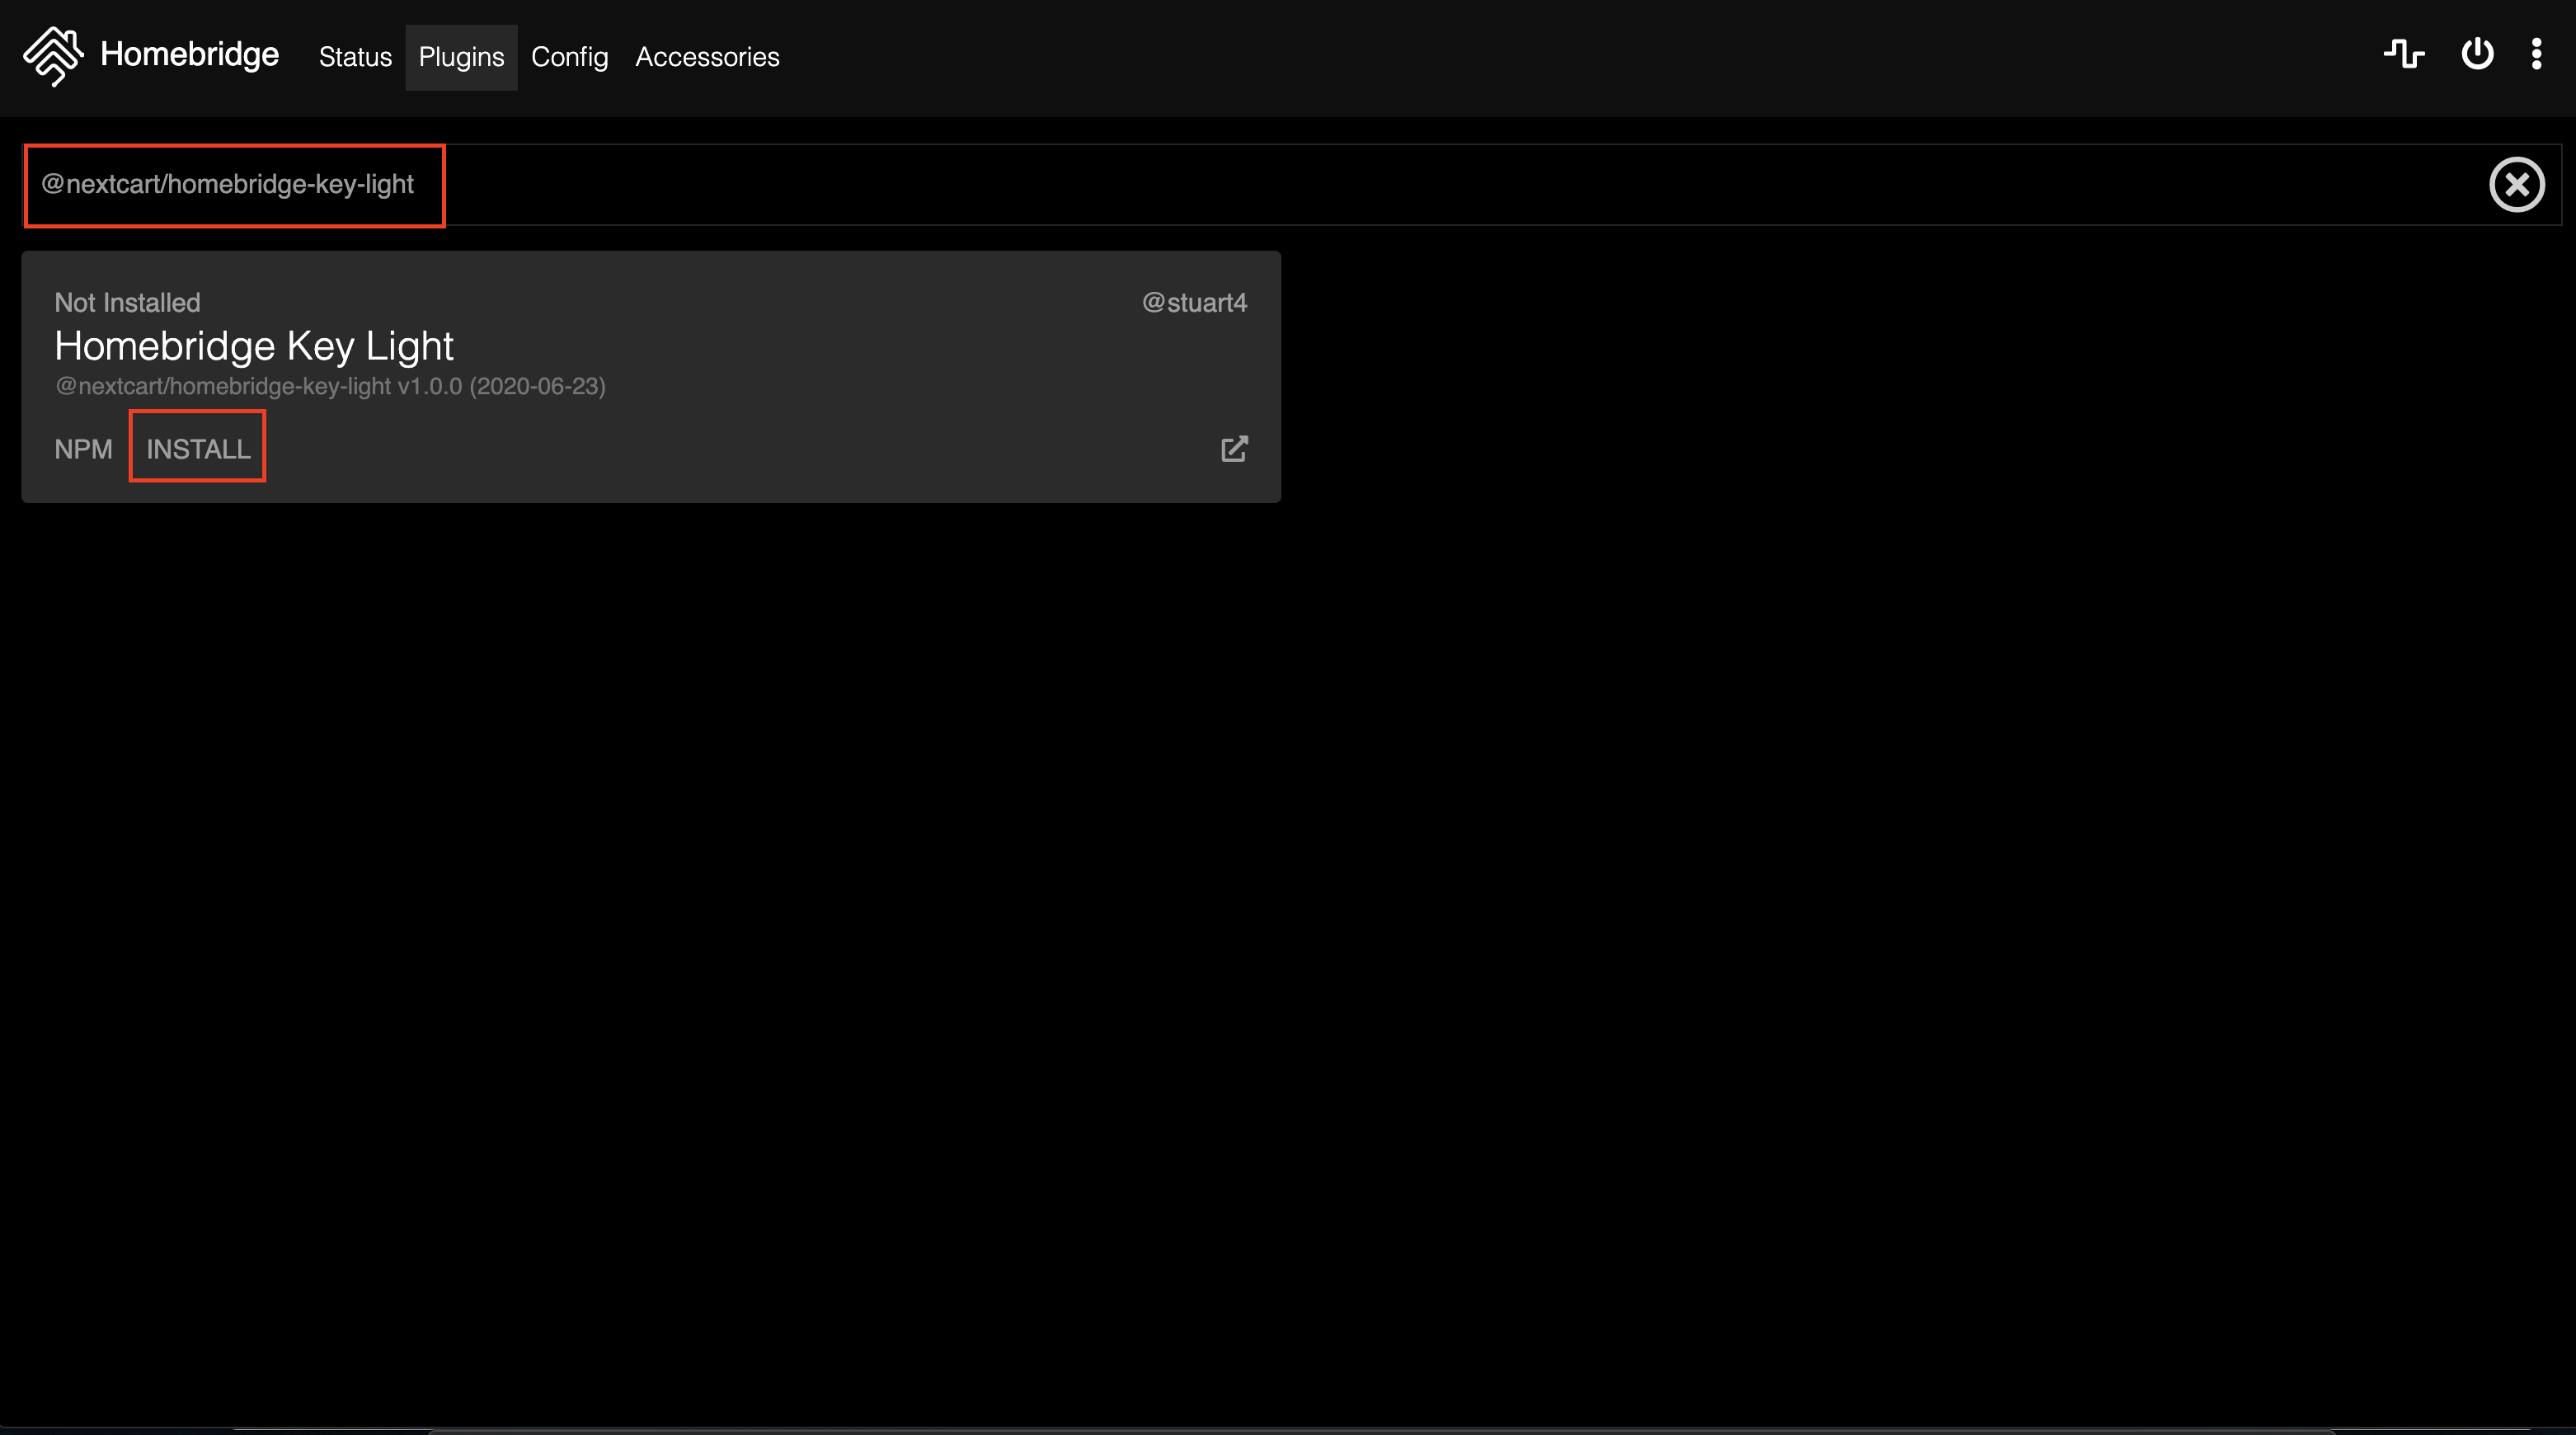 Homebridge Status Plugins Config Accessories
@nextcart/homebridge-key-light
Not Installed @stuart4
Homebridge Key Light
@nextcart/homebridge-key-light v1.0.0 (2020-06-23)
NPM INSTALL